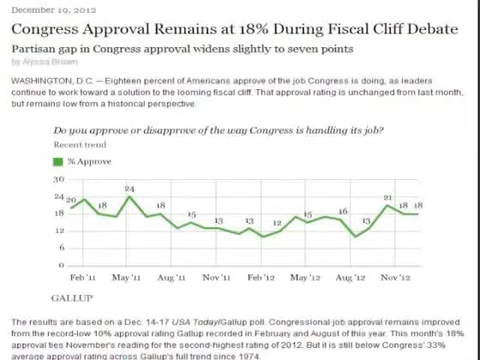 December 19, 2012
Congress Approval Remains at 18% During Fiscal Cliff Debate
Partisan gap in Congress approval widens slightly to seven points
by Alyssa Brown
WASHINGTON, D.C. -- Eighteen percent of Americans approve of the job Congress is doing, as leaders
continue to work toward a solution to the looming fiscal cliff. That approval rating is unchanged from last month,
but remains low from a historical perspective.
Do you approve or disapprove of the way Congress is handling its job?
Recent trend
% Approve
30
24
18
12
6
0
20 18 24 18 15 13 13 12 15 16 10 21 18 18
Feb '11 May '11 Aug '11 Nov '11 Feb '12 May '12 Aug '12 Nov '12
GALLUP'
The results are based on a Dec. 14-17 USA Today/Gallup poll. Congressional job approval remains improved
from the record-low 10% approval rating Gallup recorded in February and August of this year. This month's 18%
approval ties November's reading for the second-highest rating of 2012. But it is still below Congress' 33%
average approval rating across Gallup's full trend since 1974.